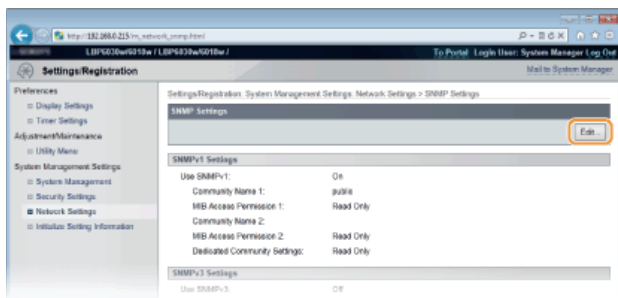 http://192.168.0.215/m_network_snmp.html
LBP6030w/6018w / LBP6030w/6018w /
To Portal Login User: System Manager Log Out
Settings/Registration
Mail to System Manager
Preferences
Display Settings
Timer Settings
Adjustment/Maintenance
Utility Menu
System Management Settings
System Management
Security Settings
Network Settings
Initialize Setting Information
Settings/Registration: System Management Settings: Network Settings > SNMP Settings
SNMP Settings
Edit...
SNMPv1 Settings
Use SNMPv1: On
Community Name 1: public
MIB Access Permission 1: Read Only
Community Name 2:
MIB Access Permission 2: Read Only
Dedicated Community Settings: Read Only
SNMPv3 Settings
Use SNMPv3: Off